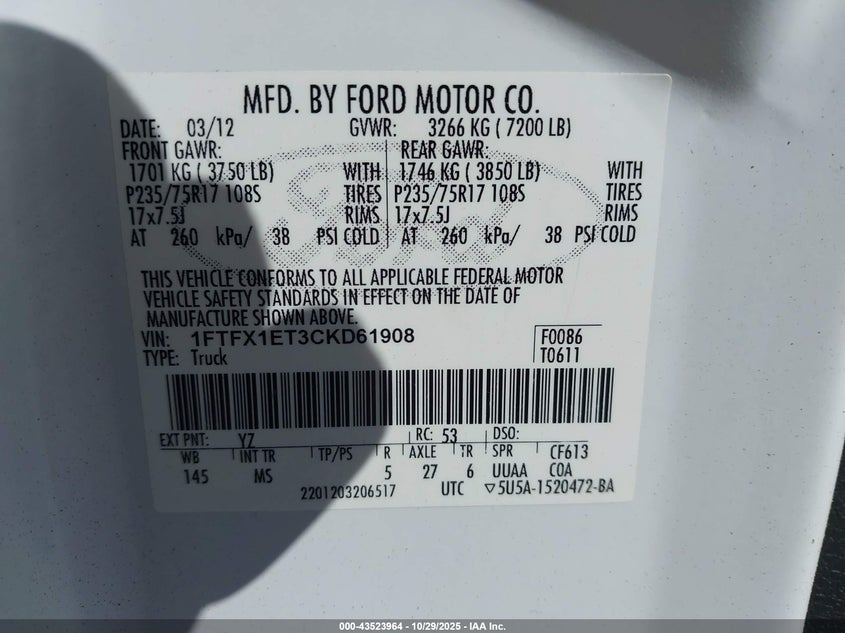 MFD. BY FORD MOTOR CO.
DATE: 03/12 GVWR: 3266 KG ( 7200 LB)
FRONT GAWR: REAR GAWR:
1701 KG ( 3750 LB) WITH 1746 KG ( 3850 LB) WITH
P235/75R17 108S TIRES P235/75R17 108S TIRES
17x7.5J RIMS 17x7.5J RIMS
AT 260 kPa/ 38 PSI COLD AT 260 kPa/ 38 PSI COLD
THIS VEHICLE CONFORMS TO ALL APPLICABLE FEDERAL MOTOR
VEHICLE SAFETY STANDARDS IN EFFECT ON THE DATE OF
MANUFACTURE SHOWN ABOVE.
VIN: 1FTFX1ET3CKD61908 F0086
TYPE: Truck T0611
EXT PNT: YZ RC: 53 DSO:
WB INT TR TP/PS R AXLE TR SPR CF613
145 MS 5 27 6 UUAA COA
2201203206517 UTC ▽5U5A-1520472-BA
000-43523964 - 10/29/2025 - IAA Inc.